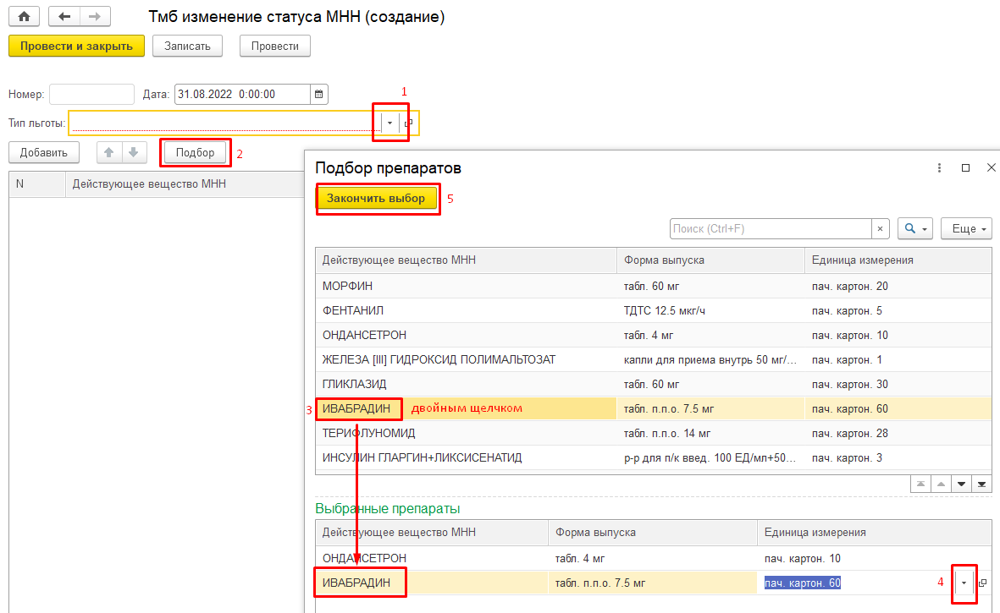 Тмб изменение статуса МНН (создание)
Провести и закрыть Записать Провести
Номер: Дата: 31.08.2022 0:00:00
1
Тип льготы:
Добавить Подбор 2
N Действующее вещество МНН
Подбор препаратов
Закончить выбор 5
Поиск (Ctrl+F) × Еще
Действующее вещество МНН Форма выпуска Единица измерения
МОРФИН табл. 60 мг пач. картон. 20
ФЕНТАНИЛ ТДТС 12.5 мкг/ч пач. картон. 5
ОНДАНСЕТРОН табл. 4 мг пач. картон. 10
ЖЕЛЕЗА [III] ГИДРОКСИД ПОЛИМАЛЬТОЗАТ капли для приема внутрь 50 мг/... пач. картон. 1
ГЛИКЛАЗИД табл. 60 мг пач. картон. 30
3 ИВАБРАДИН двойным щелчком табл. п.п.о. 7.5 мг пач. картон. 60
ТЕРИФЛУНОМИД табл. п.п.о. 14 мг пач. картон. 28
ИНСУЛИН ГЛАРГИН+ЛИКСИСЕНАТИД р-р для п/к введ. 100 ЕД/мл+50... пач. картон. 3
Выбранные препараты
Действующее вещество МНН Форма выпуска Единица измерения
ОНДАНСЕТРОН табл. 4 мг пач. картон. 10
ИВАБРАДИН табл. п.п.о. 7.5 мг пач. картон. 60 4